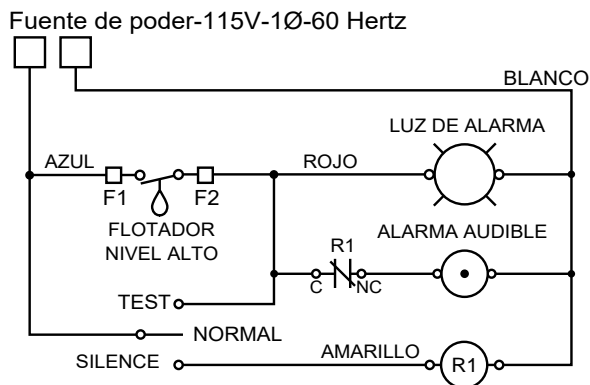 Fuente de poder-115V-1Ø-60 Hertz
BLANCO
LUZ DE ALARMA
AZUL
ROJO
F1
F2
FLOTADOR
NIVEL ALTO
ALARMA AUDIBLE
R1
C
NC
TEST
NORMAL
SILENCE
AMARILLO
R1